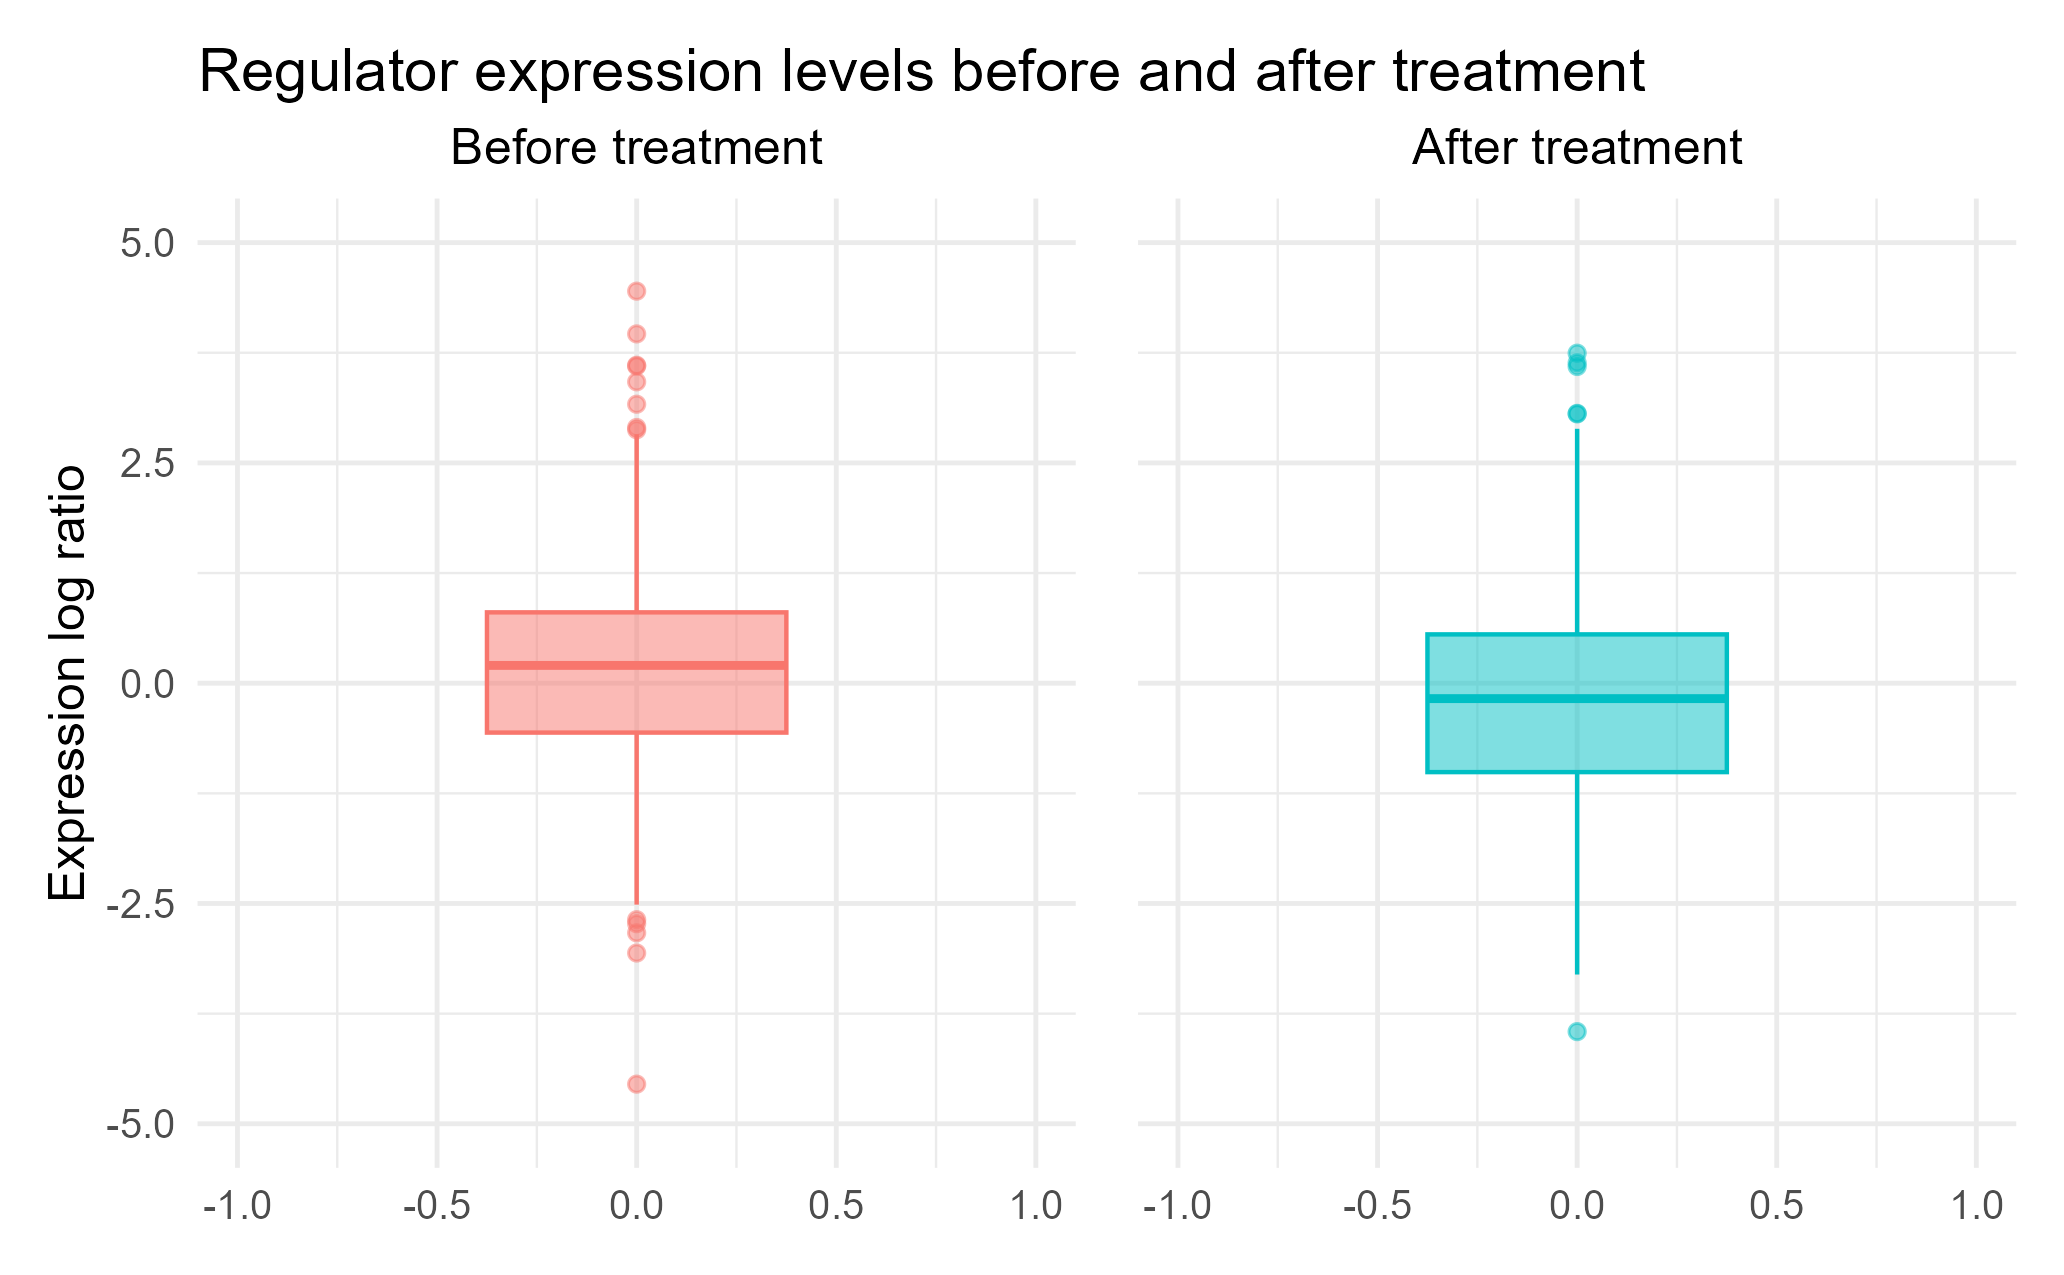 Regulator expression levels before and after treatment
Before treatment
After treatment
Expression log ratio
5.0
2.5
0.0
-2.5
-5.0
-1.0 -0.5 0.0 0.5 1.0
-1.0 -0.5 0.0 0.5 1.0